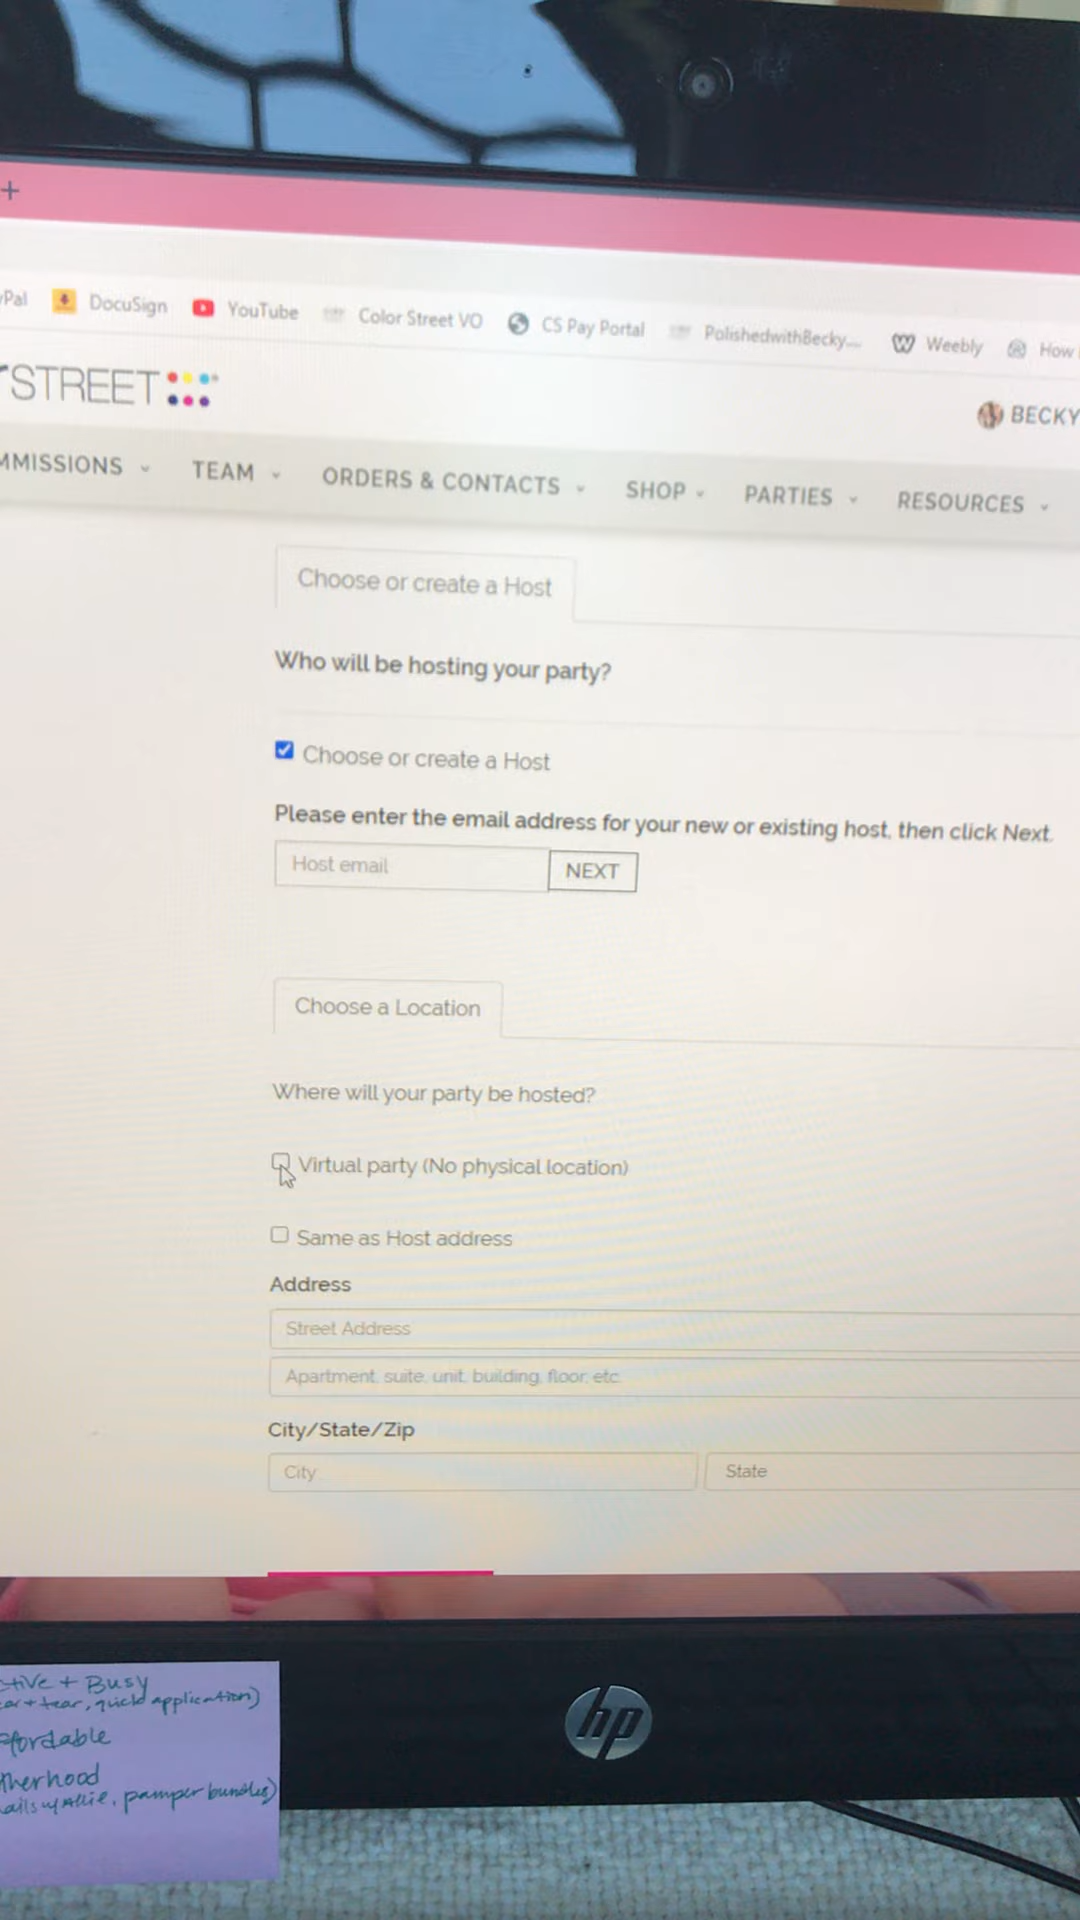 DocuSign YouTube Color Street VO CS Pay Portal PolishedwithBecky... Weebly How
STREET
BECKY
MMISSIONS TEAM ORDERS & CONTACTS SHOP PARTIES RESOURCES
Choose or create a Host
Who will be hosting your party?
Choose or create a Host
Please enter the email address for your new or existing host, then click Next.
Host email NEXT
Choose a Location
Where will your party be hosted?
Virtual party (No physical location)
Same as Host address
Address
Street Address
Apartment, suite, unit, building, floor, etc.
City/State/Zip
City State
hp
ctive + Busy
ear + tear, quick application)
ffordable
therhood
ails w/ Allie, pamper bundles)